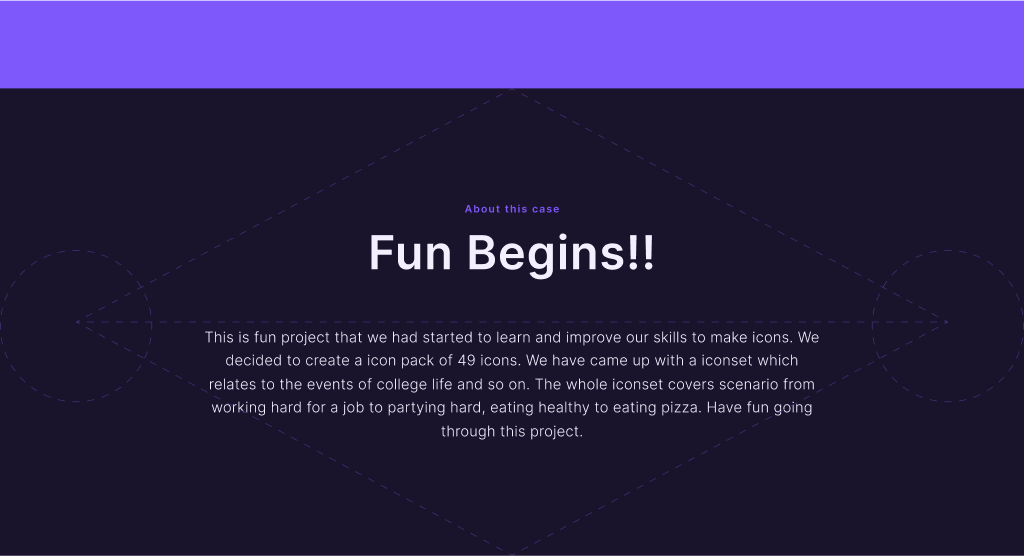 About this case
Fun Begins!!
This is fun project that we had started to learn and improve our skills to make icons. We
decided to create a icon pack of 49 icons. We have came up with a iconset which
relates to the events of college life and so on. The whole iconset covers scenario from
working hard for a job to partying hard, eating healthy to eating pizza. Have fun going
through this project.